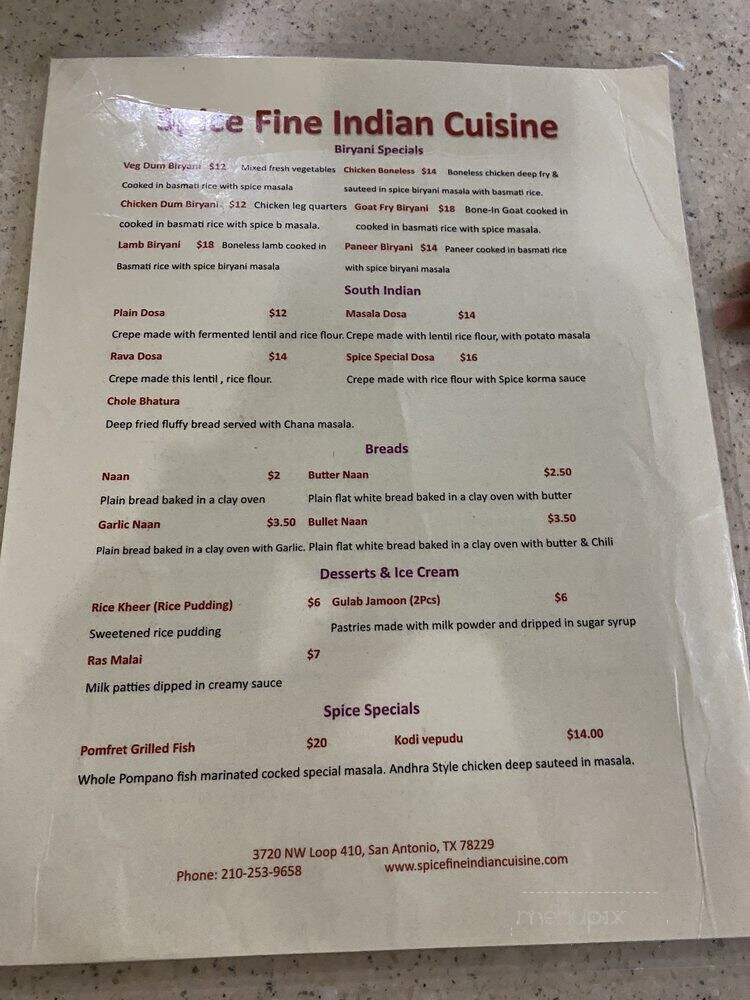 Spice Fine Indian Cuisine
Biryani Specials
Veg Dum Biryani $12 Mixed fresh vegetables Chicken Boneless $14 Boneless chicken deep fry &
Cooked in basmati rice with spice masala sauteed in spice biryani masala with basmati rice.
Chicken Dum Biryani $12 Chicken leg quarters Goat Fry Biryani $18 Bone-In Goat cooked in
cooked in basmati rice with spice b masala. cooked in basmati rice with spice masala.
Lamb Biryani $18 Boneless lamb cooked in Paneer Biryani $14 Paneer cooked in basmati rice
Basmati rice with spice biryani masala with spice biryani masala
South Indian
Plain Dosa $12 Masala Dosa $14
Crepe made with fermented lentil and rice flour. Crepe made with lentil rice flour, with potato masala
Rava Dosa $14 Spice Special Dosa $16
Crepe made this lentil , rice flour. Crepe made with rice flour with Spice korma sauce
Chole Bhatura
Deep fried fluffy bread served with Chana masala.
Breads
Naan $2 Butter Naan $2.50
Plain bread baked in a clay oven Plain flat white bread baked in a clay oven with butter
Garlic Naan $3.50 Bullet Naan $3.50
Plain bread baked in a clay oven with Garlic. Plain flat white bread baked in a clay oven with butter & Chili
Desserts & Ice Cream
Rice Kheer (Rice Pudding) $6 Gulab Jamoon (2Pcs) $6
Sweetened rice pudding Pastries made with milk powder and dripped in sugar syrup
Ras Malai $7
Milk patties dipped in creamy sauce
Spice Specials
Pomfret Grilled Fish $20 Kodi vepudu $14.00
Whole Pompano fish marinated cocked special masala. Andhra Style chicken deep sauteed in masala.
3720 NW Loop 410, San Antonio, TX 78229
Phone: 210-253-9658 www.spicefineindiancuisine.com
menupix